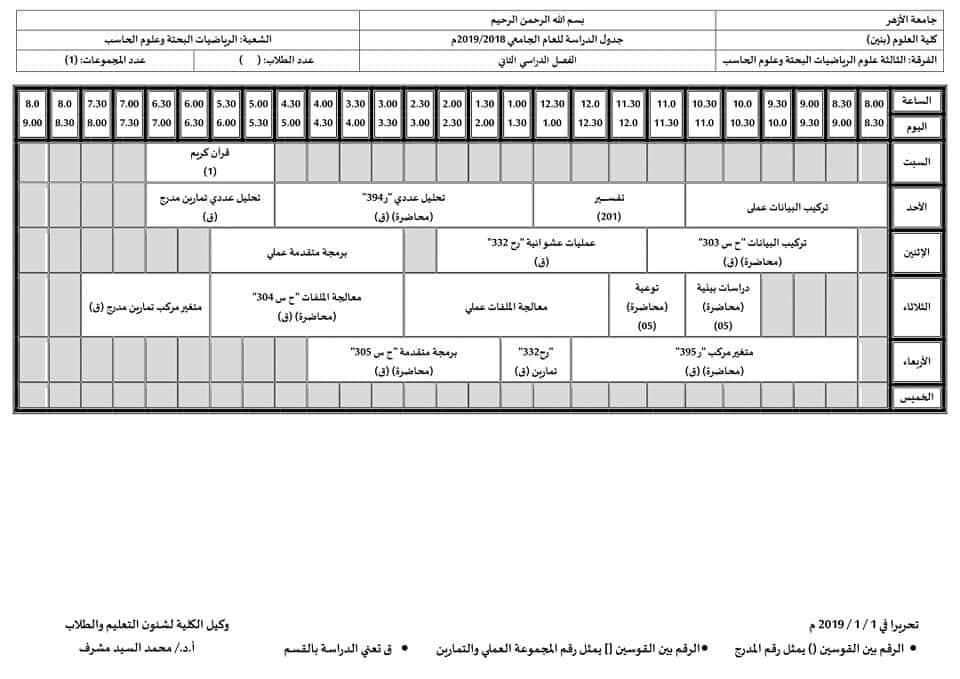 جامعة الأزهر
بسم الله الرحمن الرحيم
كلية العلوم (بنين)
جدول الدراسة للعام الجامعي 2019/2018م
الشعبة: الرياضيات البحتة وعلوم الحاسب
الفرقة: الثالثة علوم الرياضيات البحتة وعلوم الحاسب
الفصل الدراسي الثاني
عدد الطلاب: ( )
عدد المجموعات: (1)
الساعة
8.00 8.30 9.00 9.30 10.0 10.30 11.0 11.30 12.0 12.30 1.00 1.30 2.00 2.30 3.00 3.30 4.00 4.30 5.00 5.30 6.30 6.30 7.00 7.30 8.0 8.0
اليوم
8.30 9.00 9.30 10.0 10.30 11.0 11.30 12.0 12.30 1.00 1.30 2.00 2.30 3.00 3.30 4.00 4.30 5.00 5.30 6.00 6.30 7.00 7.30 8.00 8.30 9.00
السبت
قرآن كريم
(1)
الأحد
تركيب البيانات عملى
تفسـير
(201)
تحليل عددي "ر394"
(محاضرة) (ق)
تحليل عددي تمارين مدرج
(ق)
الإثنين
تركيب البيانات "ح س 303"
(محاضرة) (ق)
عمليات عشوائية "رح 332"
(ق)
برمجة متقدمة عملي
الثلاثاء
دراسات بيئية
(محاضرة)
(05)
توعية
(محاضرة)
(05)
معالجة الملفات عملي
معالجة الملفات "ح س 304"
(محاضرة) (ق)
متغير مركب تمارين مدرج (ق)
الأربعاء
متغير مركب "ر 395"
(محاضرة) (ق)
"رح332"
تمارين (ق)
برمجة متقدمة "ح س 305"
(محاضرة) (ق)
الخميس
تحريرا في 1 / 1 / 2019 م
وكيل الكلية لشئون التعليم والطلاب
• الرقم بين القوسين () يمثل رقم المدرج
• الرقم بين القوسين [] يمثل رقم المجموعة العملي والتمارين
• ق تعني الدراسة بالقسم
أ.د./ محمد السيد مشرف